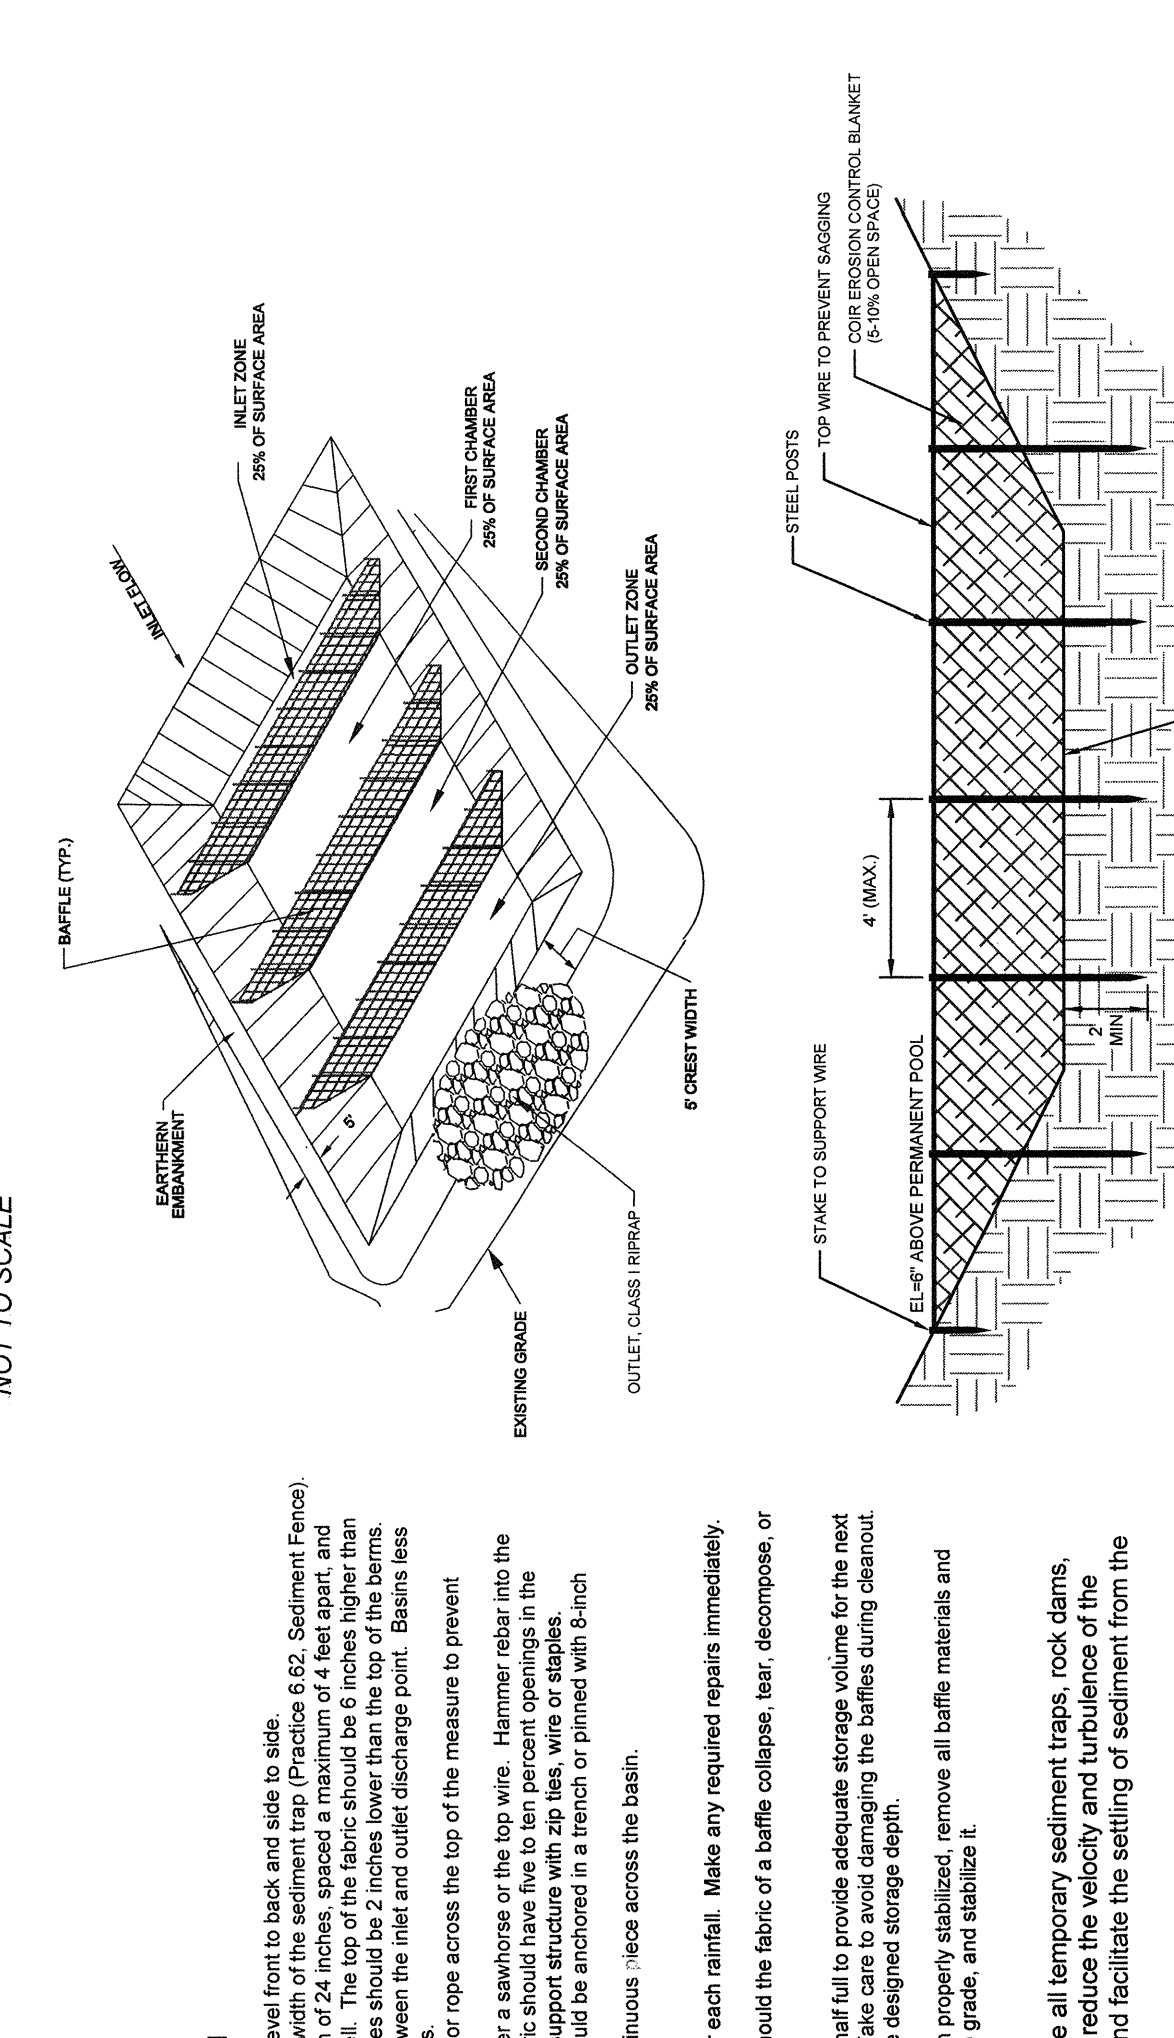 evel front to back and side to side.
width of the sediment trap (Practice 6.62, Sediment Fence).
of 24 inches, spaced a maximum of 4 feet apart, and
The top of the fabric should be 6 inches higher than
es should be 2 inches lower than the top of the berms.
ween the inlet and outlet discharge point. Basins less
s.
or rope across the top of the measure to prevent
er a sawhorse or the top wire. Hammer rebar into the
ic should have five to ten percent openings in the
support structure with zip ties, wire or staples.
uld be anchored in a trench or pinned with 8-inch
inuous piece across the basin.
each rainfall. Make any required repairs immediately.
hould the fabric of a baffle collapse, tear, decompose, or
half full to provide adequate storage volume for the next
ake care to avoid damaging the baffles during cleanout.
e designed storage depth.
properly stabilized, remove all baffle materials and
grade, and stabilize it.
e all temporary sediment traps, rock dams,
reduce the velocity and turbulence of the
nd facilitate the settling of sediment from the
NOT TO SCALE
BAFFLE (TYP.)
INLET FLOW
INLET ZONE
25% OF SURFACE AREA
FIRST CHAMBER
25% OF SURFACE AREA
SECOND CHAMBER
25% OF SURFACE AREA
OUTLET ZONE
25% OF SURFACE AREA
EARTHERN
EMBANKMENT
5'
5' CREST WIDTH
EXISTING GRADE
OUTLET, CLASS I RIPRAP
STEEL POSTS
TOP WIRE TO PREVENT SAGGING
COIR EROSION CONTROL BLANKET
(5-10% OPEN SPACE)
STAKE TO SUPPORT WIRE
4' (MAX.)
EL=6" ABOVE PERMANENT POOL
2'
MIN